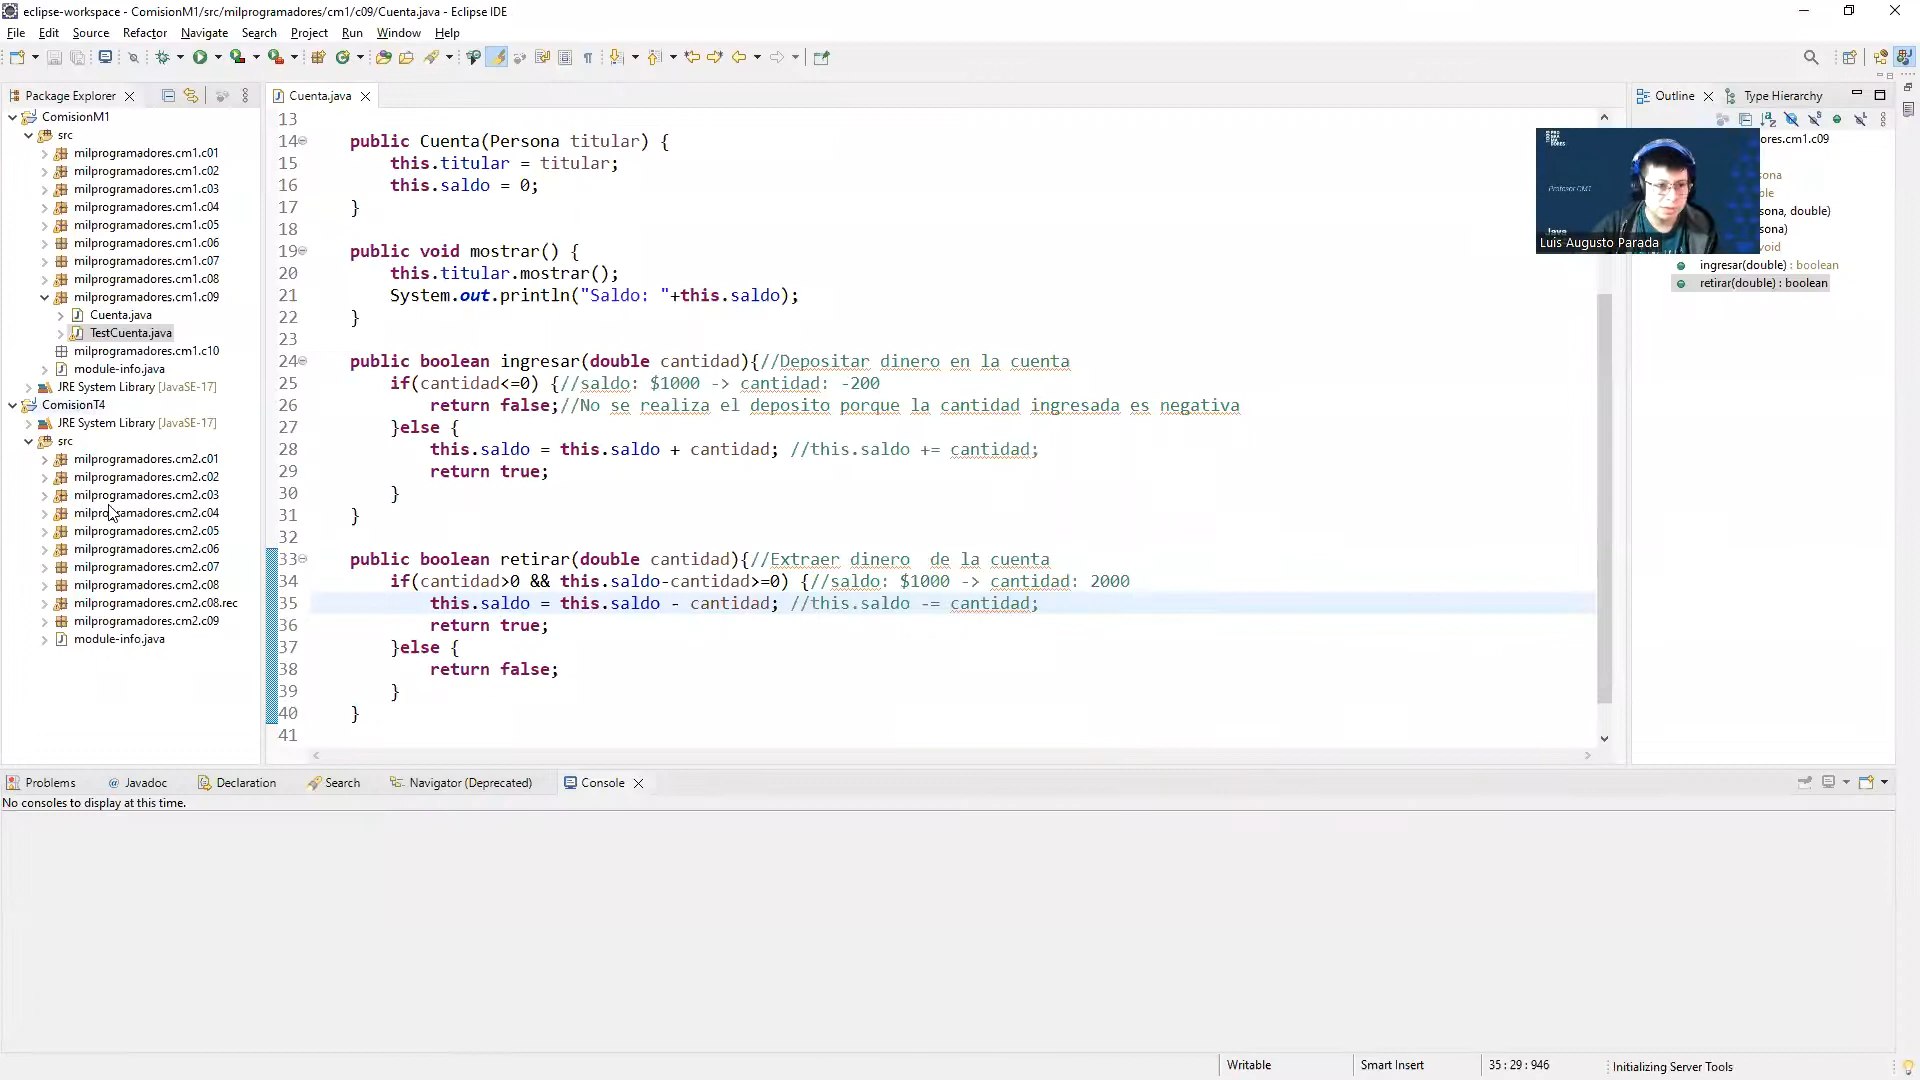 eclipse-workspace - ComisionM1/src/milprogramadores/cm1/c09/Cuenta.java - Eclipse IDE
File Edit Source Refactor Navigate Search Project Run Window Help
Package Explorer
ComisionM1
src
milprogramadores.cm1.c01
milprogramadores.cm1.c02
milprogramadores.cm1.c03
milprogramadores.cm1.c04
milprogramadores.cm1.c05
milprogramadores.cm1.c06
milprogramadores.cm1.c07
milprogramadores.cm1.c08
milprogramadores.cm1.c09
Cuenta.java
TestCuenta.java
milprogramadores.cm1.c10
module-info.java
JRE System Library [JavaSE-17]
ComisionT4
JRE System Library [JavaSE-17]
src
milprogramadores.cm2.c01
milprogramadores.cm2.c02
milprogramadores.cm2.c03
milprogramadores.cm2.c04
milprogramadores.cm2.c05
milprogramadores.cm2.c06
milprogramadores.cm2.c07
milprogramadores.cm2.c08
milprogramadores.cm2.c08.rec
milprogramadores.cm2.c09
module-info.java
Cuenta.java
13
14 public Cuenta(Persona titular) {
15 this.titular = titular;
16 this.saldo = 0;
17 }
18
19 public void mostrar() {
20 this.titular.mostrar();
21 System.out.println("Saldo: "+this.saldo);
22 }
23
24 public boolean ingresar(double cantidad){//Depositar dinero en la cuenta
25 if(cantidad<=0) {//saldo: $1000 -> cantidad: -200
26 return false;//No se realiza el deposito porque la cantidad ingresada es negativa
27 }else {
28 this.saldo = this.saldo + cantidad; //this.saldo += cantidad;
29 return true;
30 }
31 }
32
33 public boolean retirar(double cantidad){//Extraer dinero  de la cuenta
34 if(cantidad>0 && this.saldo-cantidad>=0) {//saldo: $1000 -> cantidad: 2000
35 this.saldo = this.saldo - cantidad; //this.saldo -= cantidad;
36 return true;
37 }else {
38 return false;
39 }
40 }
41
Outline Type Hierarchy
ores.cm1.c09
sona
ble
sona, double)
sona)
void
ingresar(double) : boolean
retirar(double) : boolean
Profesor CM1
Java
Luis Augusto Parada
Problems @ Javadoc Declaration Search Navigator (Deprecated) Console
No consoles to display at this time.
Writable Smart Insert 35 : 29 : 946 Initializing Server Tools